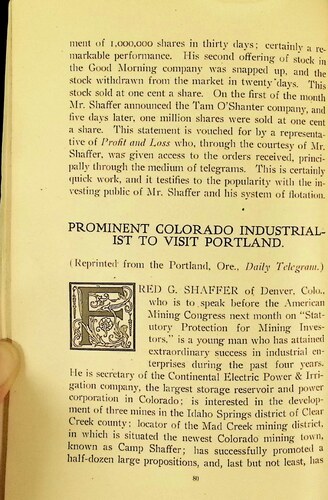 ment of 1,000,000 shares in thirty days; certainly a re-
markable performance. His second offering of stock in
the Good Morning company was snapped up, and the
stock withdrawn from the market in twenty days. This
stock sold at one cent a share. On the first of the month
Mr. Shaffer announced the Tam O'Shanter company, and
five days later, one million shares were sold at one cent
a share. This statement is vouched for by a representa-
tive of Profit and Loss who, through the courtesy of Mr.
Shaffer, was given access to the orders received, princi-
pally through the medium of telegrams. This is certainly
quick work, and it testifies to the popularity with the in-
vesting public of Mr. Shaffer and his system of flotation.
PROMINENT COLORADO INDUSTRIAL-
IST TO VISIT PORTLAND.
(Reprinted from the Portland, Ore., Daily Telegram.)
FRED G. SHAFFER of Denver, Colo.,
who is to speak before the American
Mining Congress next month on "Stat-
utory Protection for Mining Inves-
tors," is a young man who has attained
extraordinary success in industrial en-
terprises during the past four years.
He is secretary of the Continental Electric Power & Irri-
gation company, the largest storage reservoir and power
corporation in Colorado; is interested in the develop-
ment of three mines in the Idaho Springs district of Clear
Creek county; locator of the Mad Creek mining district,
in which is situated the newest Colorado mining town,
known as Camp Shaffer; has successfully promoted a
half-dozen large propositions, and, last but not least, has
80